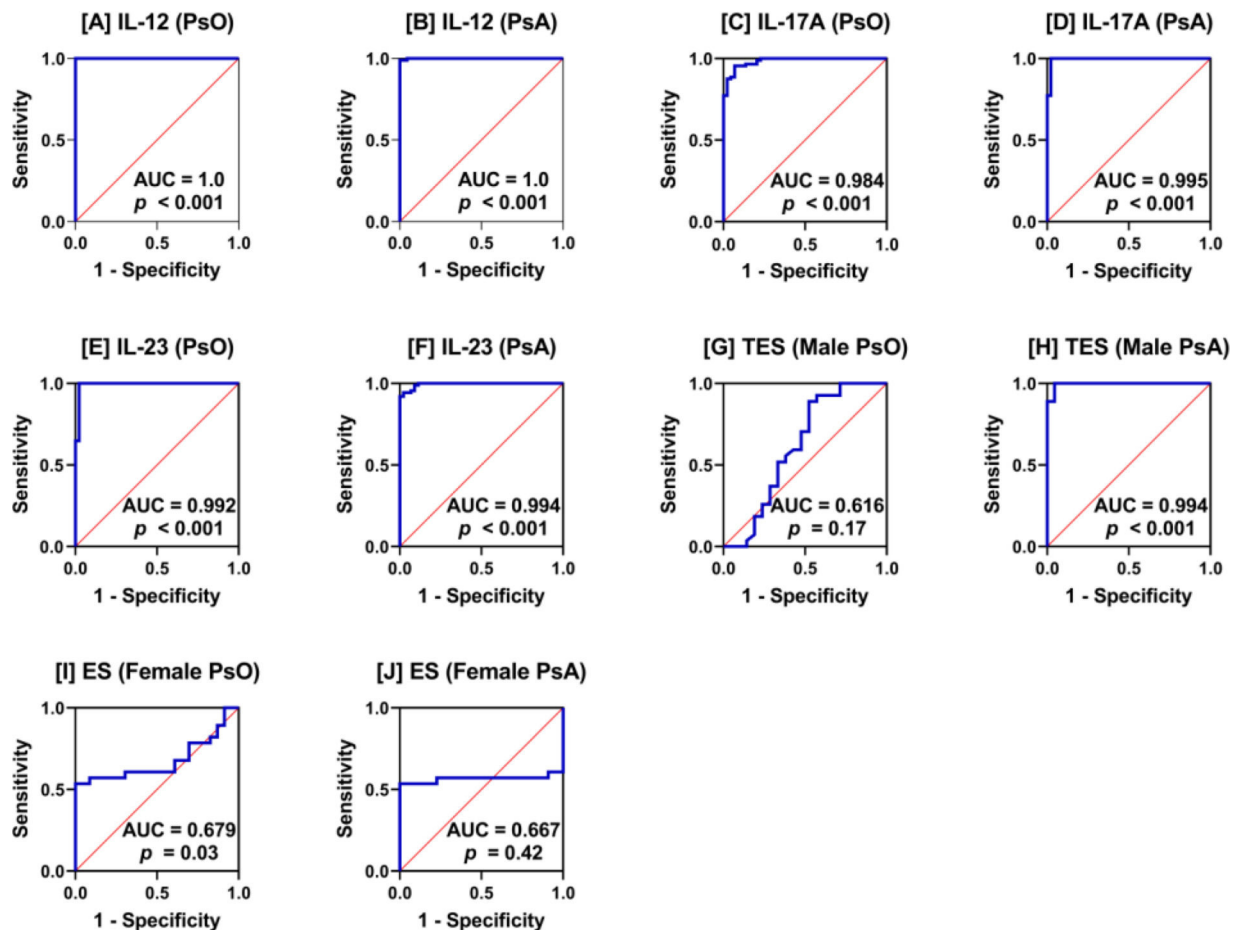 [A] IL-12 (PsO)
1.0
Sensitivity
0.5
AUC = 1.0
p < 0.001
0.0
0.0 0.5 1.0
1 - Specificity
[B] IL-12 (PsA)
1.0
Sensitivity
0.5
AUC = 1.0
p < 0.001
0.0
0.0 0.5 1.0
1 - Specificity
[C] IL-17A (PsO)
1.0
Sensitivity
0.5
AUC = 0.984
p < 0.001
0.0
0.0 0.5 1.0
1 - Specificity
[D] IL-17A (PsA)
1.0
Sensitivity
0.5
AUC = 0.995
p < 0.001
0.0
0.0 0.5 1.0
1 - Specificity
[E] IL-23 (PsO)
1.0
Sensitivity
0.5
AUC = 0.992
p < 0.001
0.0
0.0 0.5 1.0
1 - Specificity
[F] IL-23 (PsA)
1.0
Sensitivity
0.5
AUC = 0.994
p < 0.001
0.0
0.0 0.5 1.0
1 - Specificity
[G] TES (Male PsO)
1.0
Sensitivity
0.5
AUC = 0.616
p = 0.17
0.0
0.0 0.5 1.0
1 - Specificity
[H] TES (Male PsA)
1.0
Sensitivity
0.5
AUC = 0.994
p < 0.001
0.0
0.0 0.5 1.0
1 - Specificity
[I] ES (Female PsO)
1.0
Sensitivity
0.5
AUC = 0.679
p = 0.03
0.0
0.0 0.5 1.0
1 - Specificity
[J] ES (Female PsA)
1.0
Sensitivity
0.5
AUC = 0.667
p = 0.42
0.0
0.0 0.5 1.0
1 - Specificity